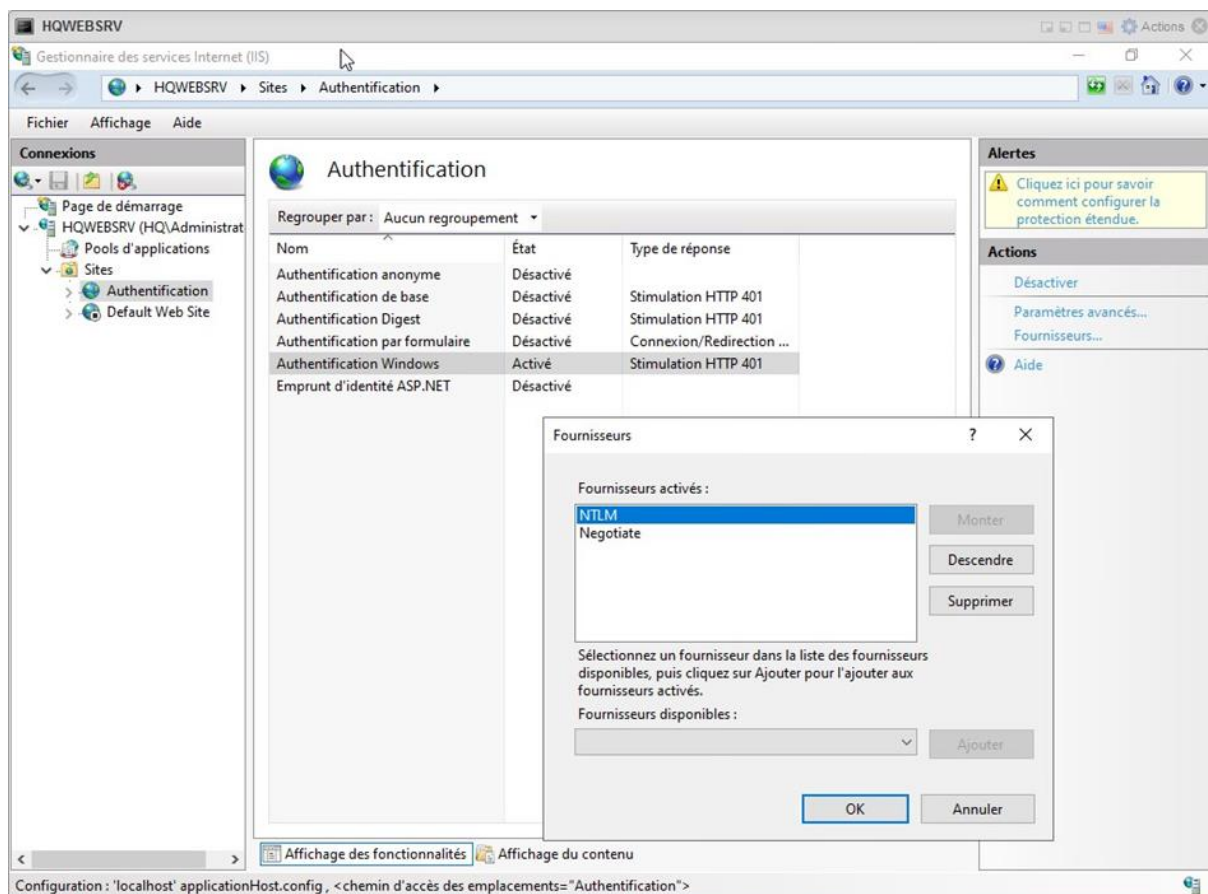 HQWEBSRV
Actions
Gestionnaire des services Internet (IIS)
HQWEBSRV Sites Authentification
Fichier Affichage Aide
Connexions
Page de démarrage
HQWEBSRV (HQ\Administrat
Pools d'applications
Sites
Authentification
Default Web Site
Authentification
Regrouper par : Aucun regroupement
Nom État Type de réponse
Authentification anonyme Désactivé
Authentification de base Désactivé Stimulation HTTP 401
Authentification Digest Désactivé Stimulation HTTP 401
Authentification par formulaire Désactivé Connexion/Redirection ...
Authentification Windows Activé Stimulation HTTP 401
Emprunt d'identité ASP.NET Désactivé
Alertes
Cliquez ici pour savoir
comment configurer la
protection étendue.
Actions
Désactiver
Paramètres avancés...
Fournisseurs...
Aide
Fournisseurs ?
Fournisseurs activés :
NTLM
Negotiate
Monter
Descendre
Supprimer
Sélectionnez un fournisseur dans la liste des fournisseurs
disponibles, puis cliquez sur Ajouter pour l'ajouter aux
fournisseurs activés.
Fournisseurs disponibles :
Ajouter
OK Annuler
Affichage des fonctionnalités Affichage du contenu
Configuration : 'localhost' applicationHost.config , <chemin d'accès des emplacements="Authentification">